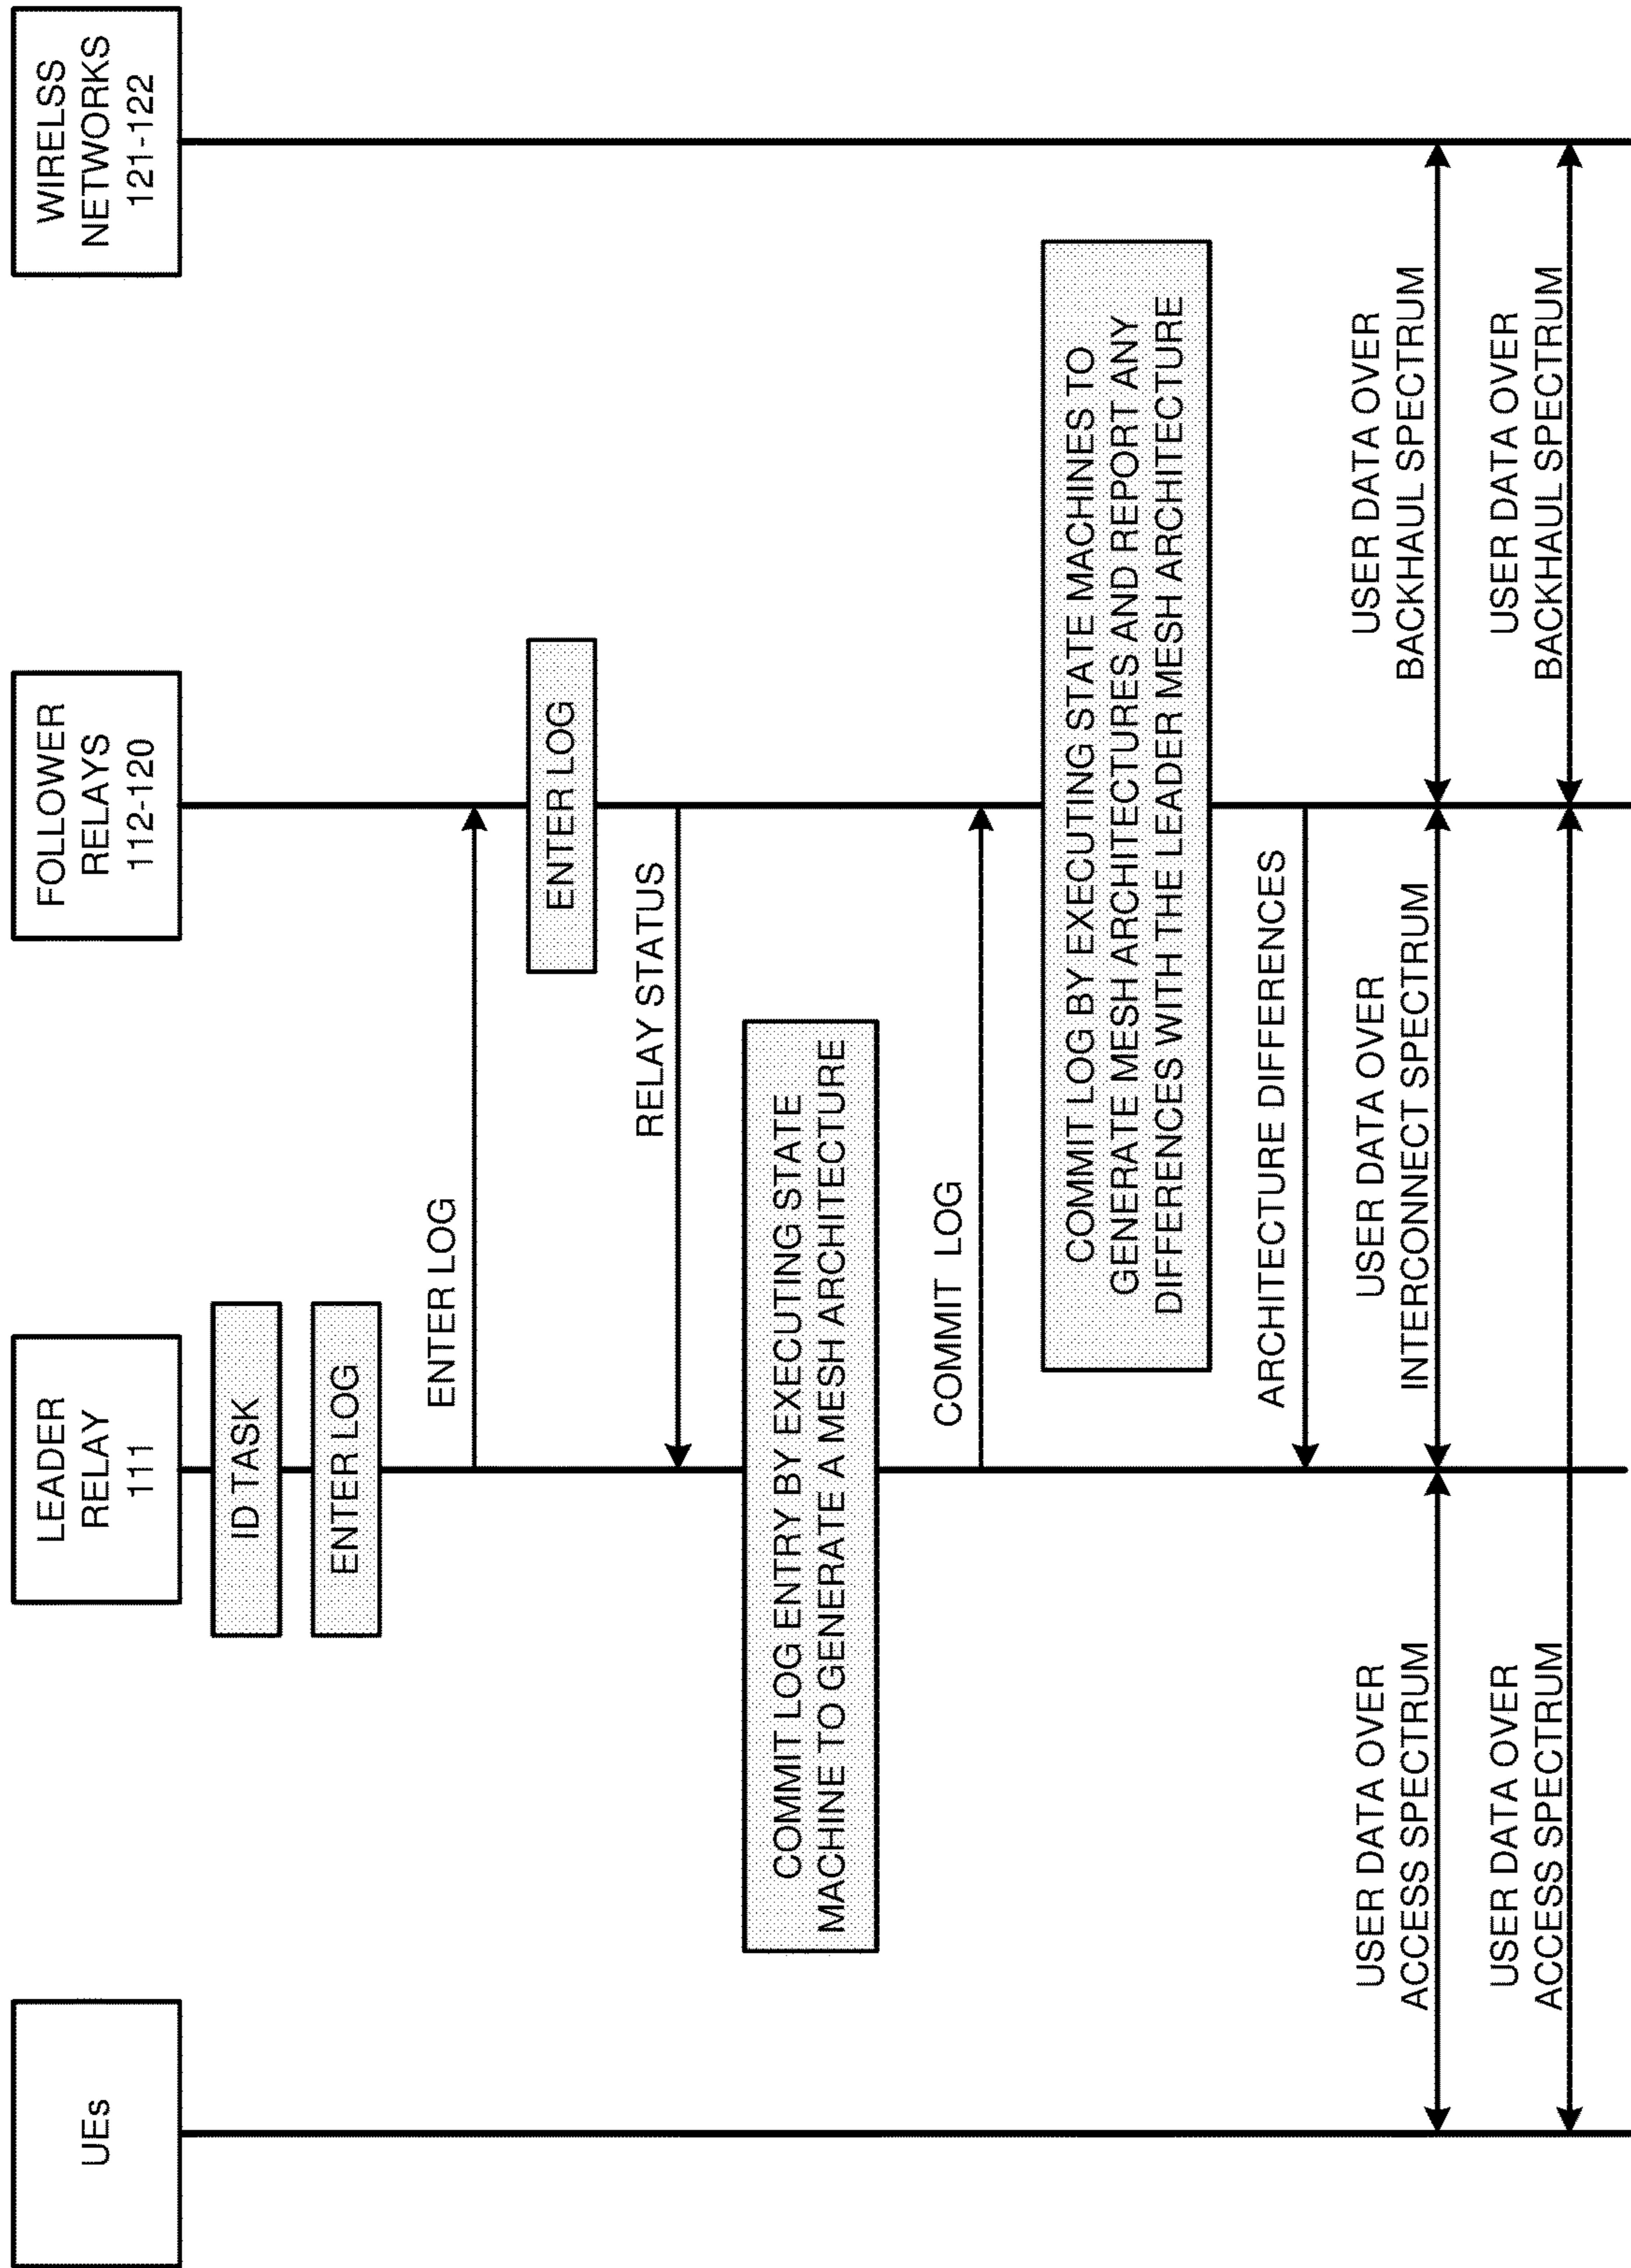 UEs
LEADER
RELAY
111
FOLLOWER
RELAYS
112-120
WIRELSS
NETWORKS
121-122
ID TASK
ENTER LOG
ENTER LOG
ENTER LOG
RELAY STATUS
COMMIT LOG ENTRY BY EXECUTING STATE
MACHINE TO GENERATE A MESH ARCHITECTURE
COMMIT LOG
COMMIT LOG BY EXECUTING STATE MACHINES TO
GENERATE MESH ARCHITECTURES AND REPORT ANY
DIFFERENCES WITH THE LEADER MESH ARCHITECTURE
ARCHITECTURE DIFFERENCES
USER DATA OVER
ACCESS SPECTRUM
USER DATA OVER
INTERCONNECT SPECTRUM
USER DATA OVER
BACKHAUL SPECTRUM
USER DATA OVER
ACCESS SPECTRUM
USER DATA OVER
BACKHAUL SPECTRUM